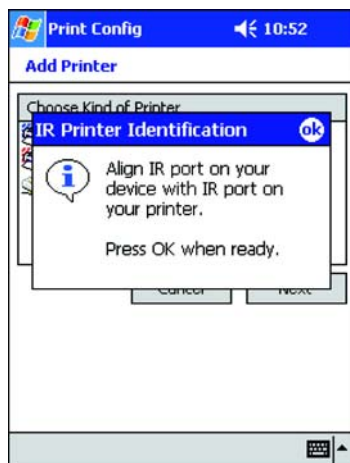 Print Config 10:52
Add Printer
Choose Kind of Printer
IR Printer Identification ok
Align IR port on your
device with IR port on
your printer.
Press OK when ready.
Cancel Next